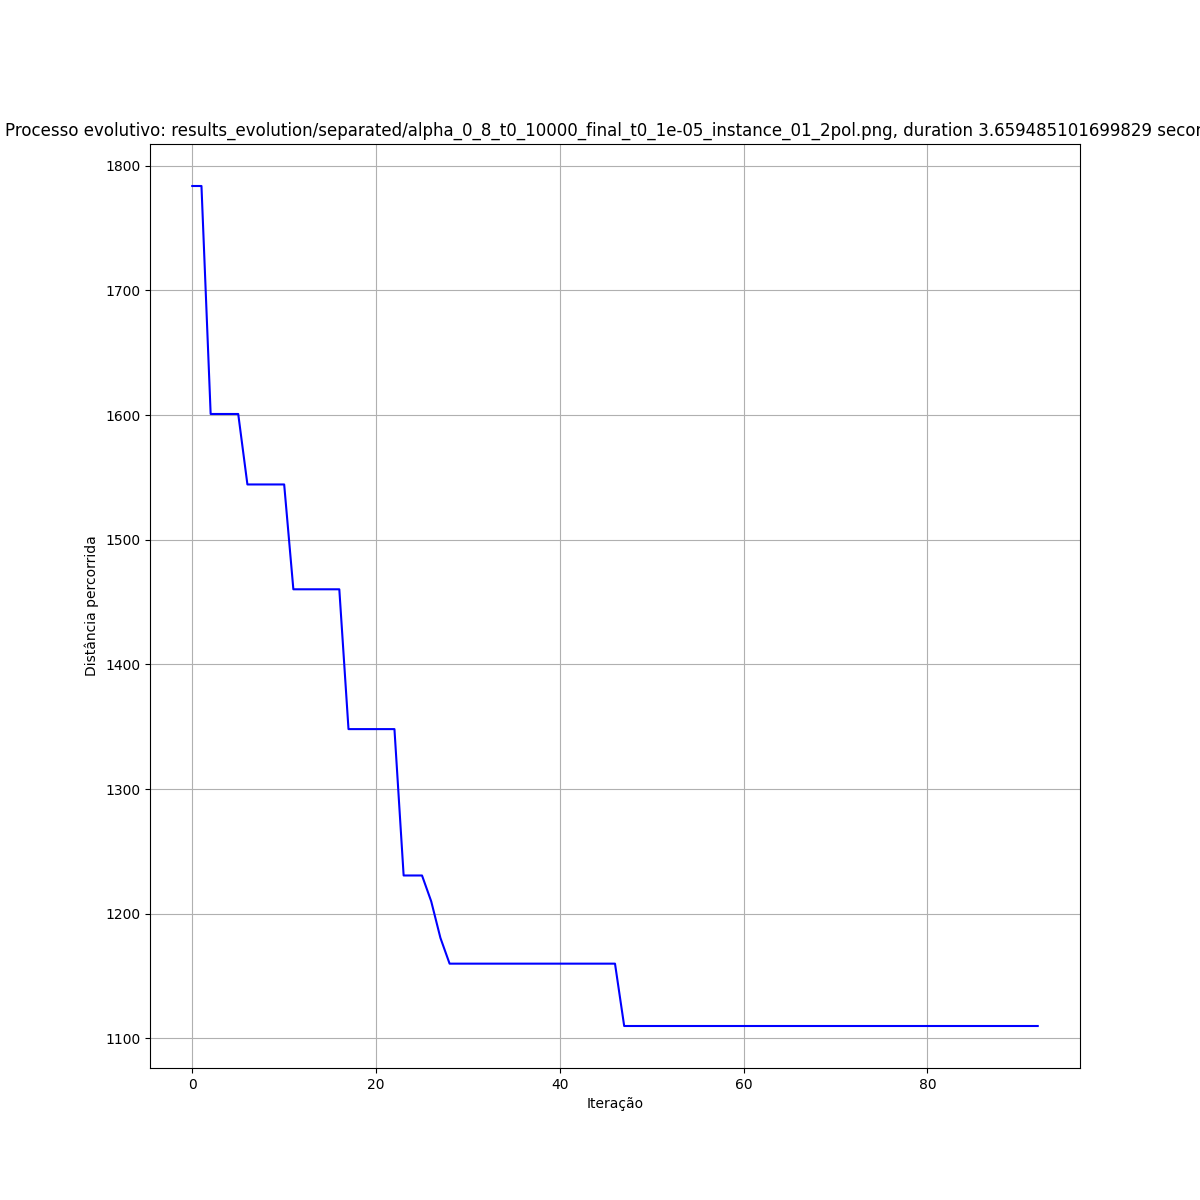 Processo evolutivo: results_evolution/separated/alpha_0_8_t0_10000_final_t0_1e-05_instance_01_2pol.png, duration 3.659485101699829
1800
1700
1600
1500
1400
1300
1200
1100
Distância percorrida
0 20 40 60 80
Iteração